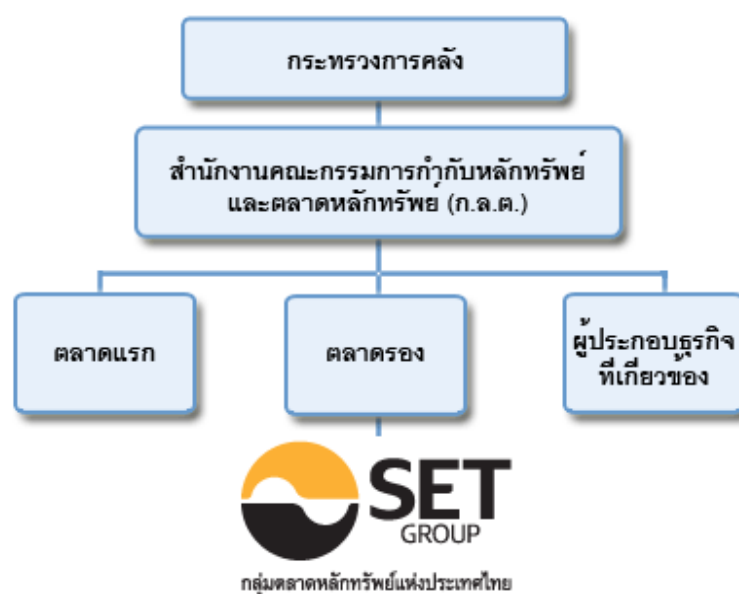 กระทรวงการคลัง
สำนักงานคณะกรรมการกำกับหลักทรัพย์
และตลาดหลักทรัพย์ (ก.ล.ต.)
ตลาดแรก
ตลาดรอง
ผู้ประกอบธุรกิจ
ที่เกี่ยวข้อง
SET
GROUP
กลุ่มตลาดหลักทรัพย์แห่งประเทศไทย